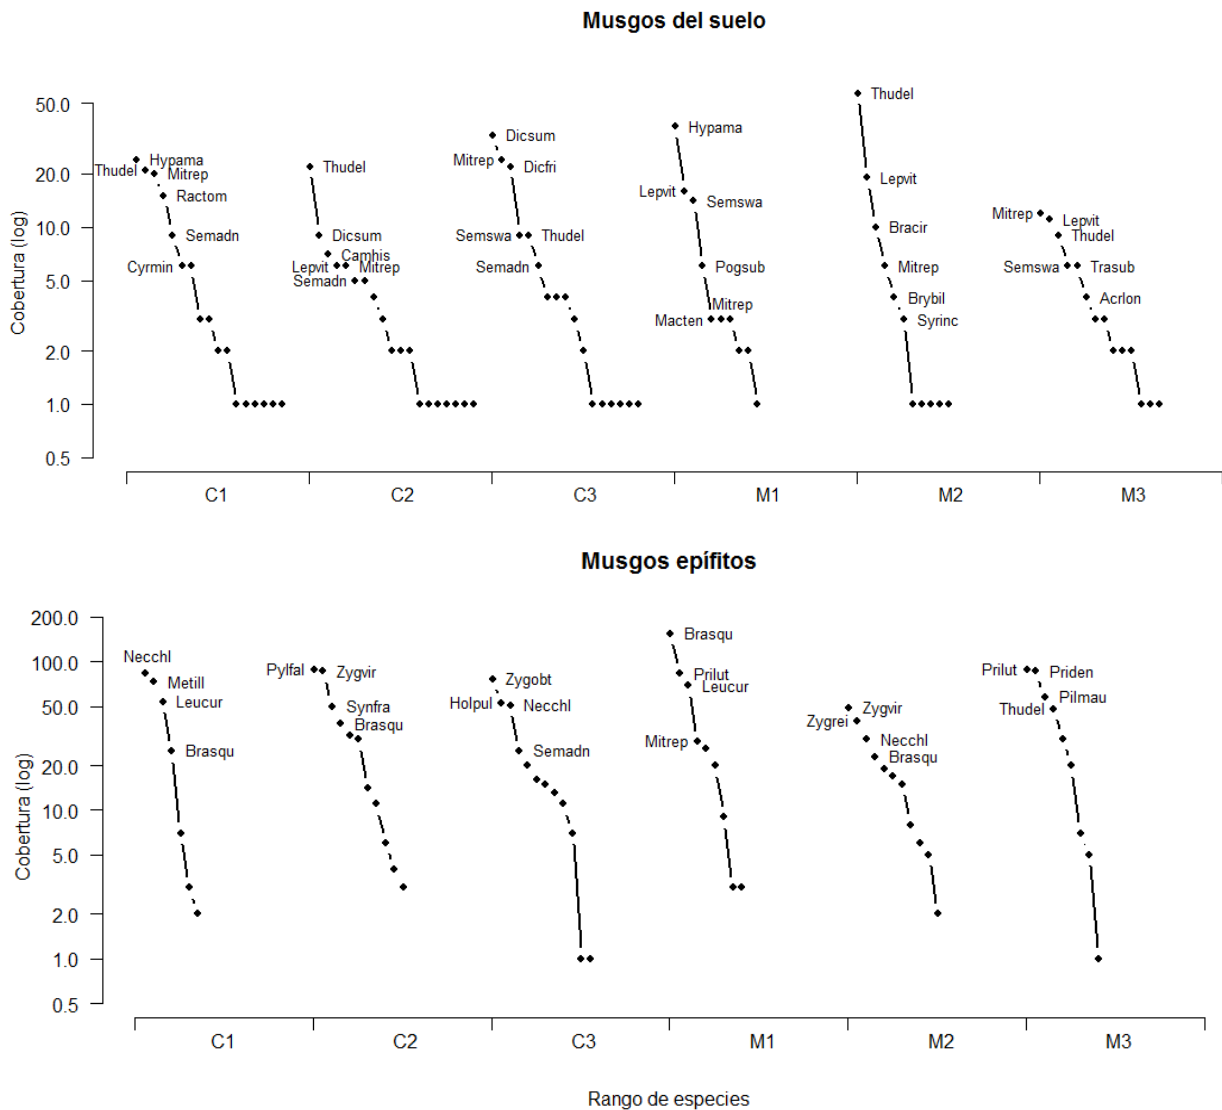 Musgos del suelo
Cobertura (log)
50.0
20.0
10.0
5.0
2.0
1.0
0.5
Hypama
Thudel
Mitrep
Ractom
Semadn
Cyrmin
Thudel
Dicsum
Camhis
Lepvit
Mitrep
Semadn
Dicsum
Mitrep
Dicfri
Semswa
Thudel
Semadn
Hypama
Lepvit
Semswa
Pogsub
Mitrep
Macten
Thudel
Lepvit
Bracir
Mitrep
Brybil
Syrinc
Mitrep
Lepvit
Thudel
Semswa
Trasub
Acrlon
C1 C2 C3 M1 M2 M3
Musgos epífitos
Cobertura (log)
200.0
100.0
50.0
20.0
10.0
5.0
2.0
1.0
0.5
Necchl
Metill
Leucur
Brasqu
Pylfal
Zygvir
Synfra
Brasqu
Zygobt
Holpul
Necchl
Semadn
Brasqu
Prilut
Leucur
Mitrep
Zygvir
Zygrei
Necchl
Brasqu
Prilut
Priden
Pilmau
Thudel
C1 C2 C3 M1 M2 M3
Rango de especies